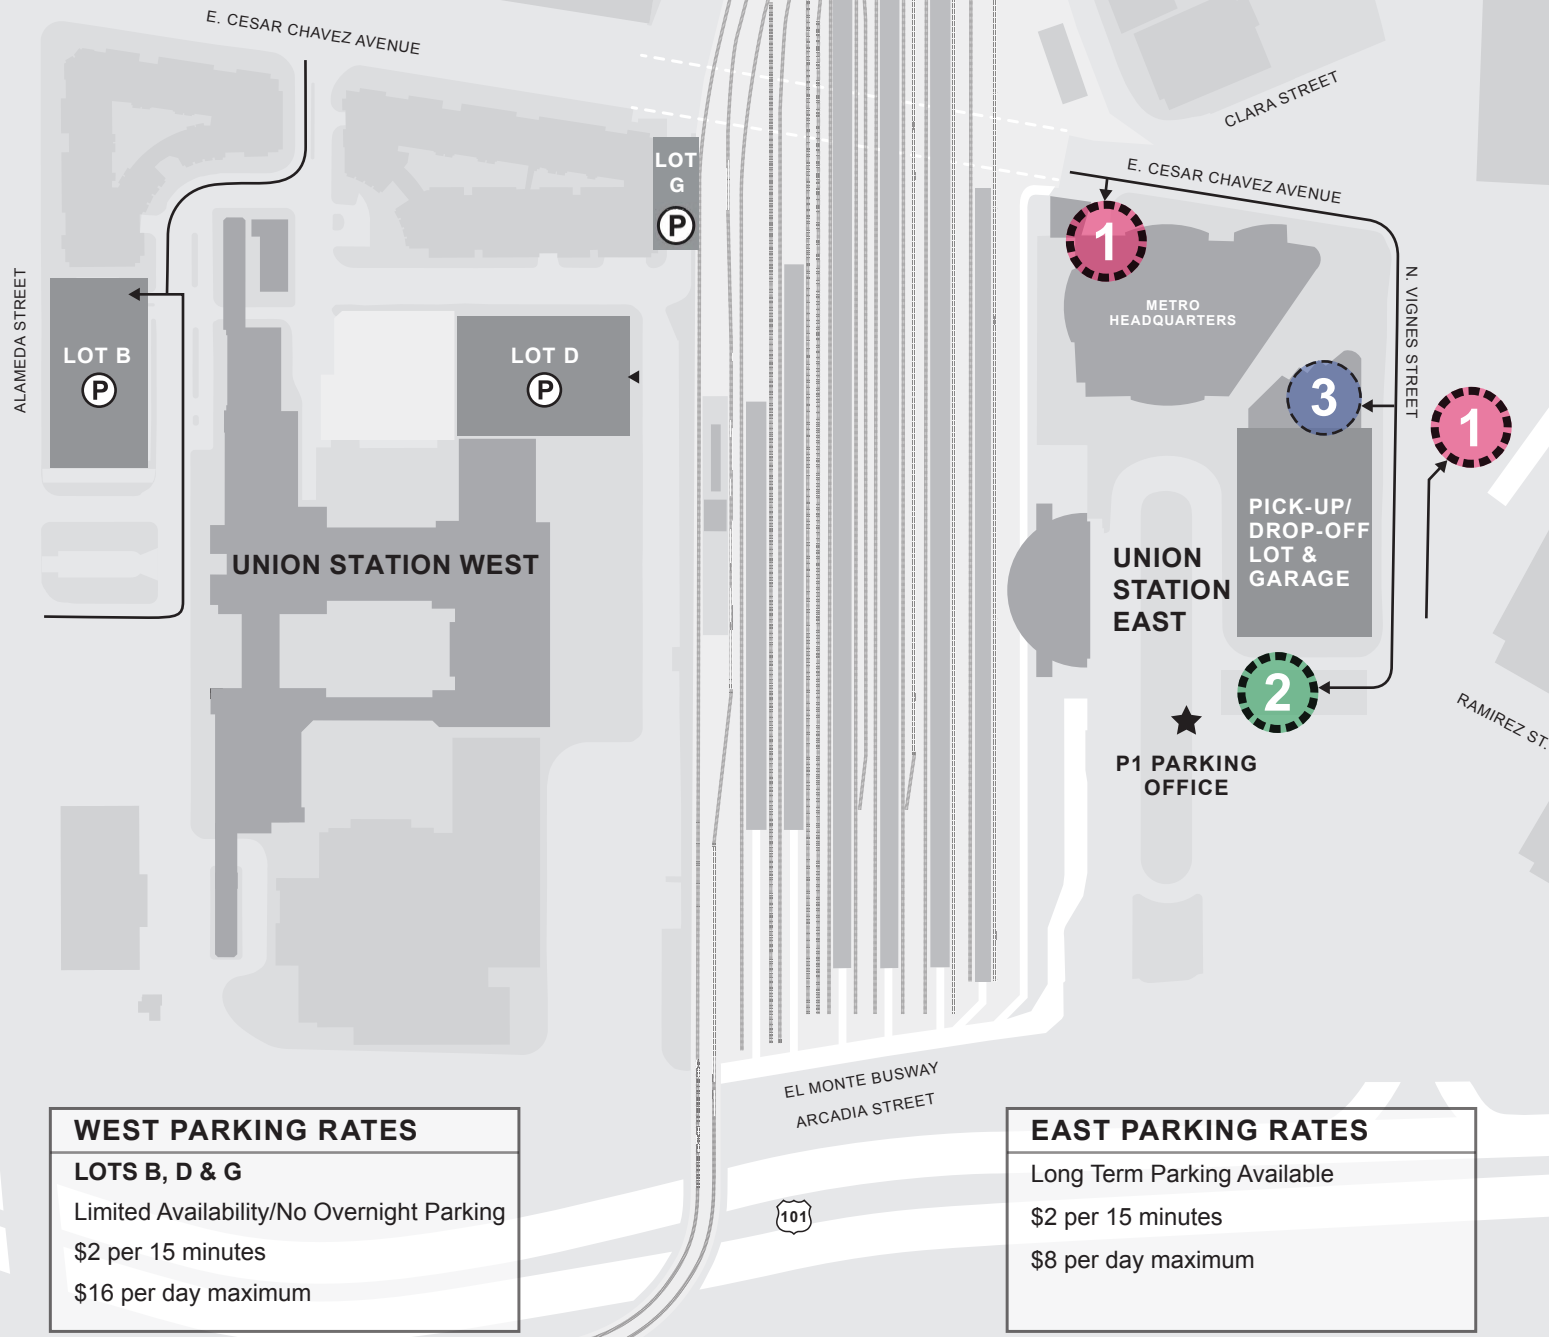 E. CESAR CHAVEZ AVENUE
CLARA STREET
LOT
G
P
E. CESAR CHAVEZ AVENUE
1
ALAMEDA STREET
N. VIGNES STREET
METRO
HEADQUARTERS
LOT B
P
LOT D
P
3
1
PICK-UP/
DROP-OFF
LOT &
GARAGE
UNION STATION WEST
UNION
STATION
EAST
2
RAMIREZ ST.
P1 PARKING
OFFICE
EL MONTE BUSWAY
ARCADIA STREET
WEST PARKING RATES
LOTS B, D & G
Limited Availability/No Overnight Parking
$2 per 15 minutes
$16 per day maximum
101
EAST PARKING RATES
Long Term Parking Available
$2 per 15 minutes
$8 per day maximum